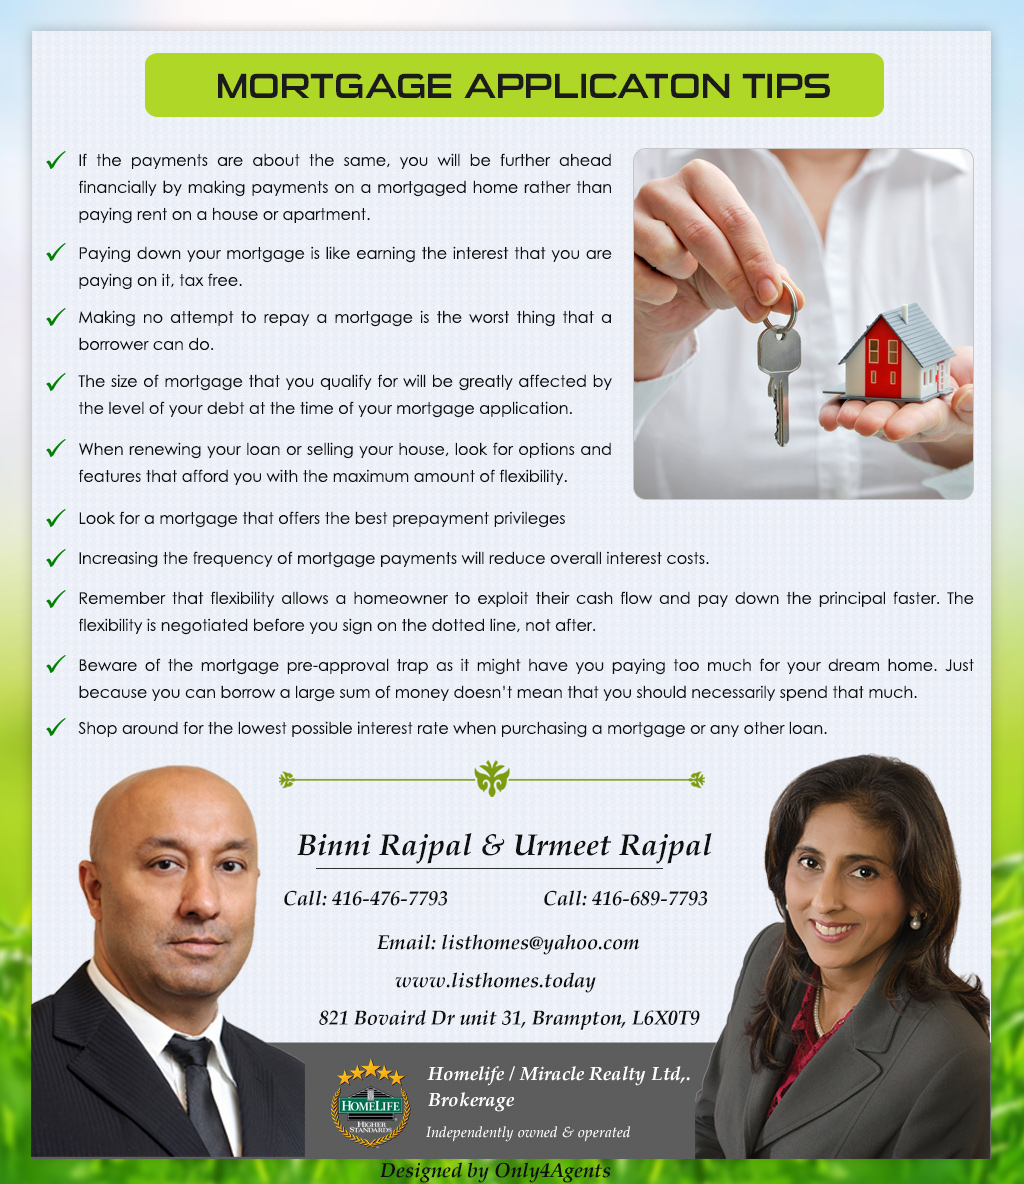 MORTGAGE APPLICATON TIPS
If the payments are about the same, you will be further ahead
financially by making payments on a mortgaged home rather than
paying rent on a house or apartment.
Paying down your mortgage is like earning the interest that you are
paying on it, tax free.
Making no attempt to repay a mortgage is the worst thing that a
borrower can do.
The size of mortgage that you qualify for will be greatly affected by
the level of your debt at the time of your mortgage application.
When renewing your loan or selling your house, look for options and
features that afford you with the maximum amount of flexibility.
Look for a mortgage that offers the best prepayment privileges
Increasing the frequency of mortgage payments will reduce overall interest costs.
Remember that flexibility allows a homeowner to exploit their cash flow and pay down the principal faster. The
flexibility is negotiated before you sign on the dotted line, not after.
Beware of the mortgage pre-approval trap as it might have you paying too much for your dream home. Just
because you can borrow a large sum of money doesn't mean that you should necessarily spend that much.
Shop around for the lowest possible interest rate when purchasing a mortgage or any other loan.
Binni Rajpal & Urmeet Rajpal
Call: 416-476-7793 Call: 416-689-7793
Email: listhomes@yahoo.com
www.listhomes.today
821 Bovaird Dr unit 31, Brampton, L6X0T9
Homelife / Miracle Realty Ltd,.
Brokerage
Independently owned & operated
HOMELIFE
HIGHER
STANDARDS
Designed by Only4Agents